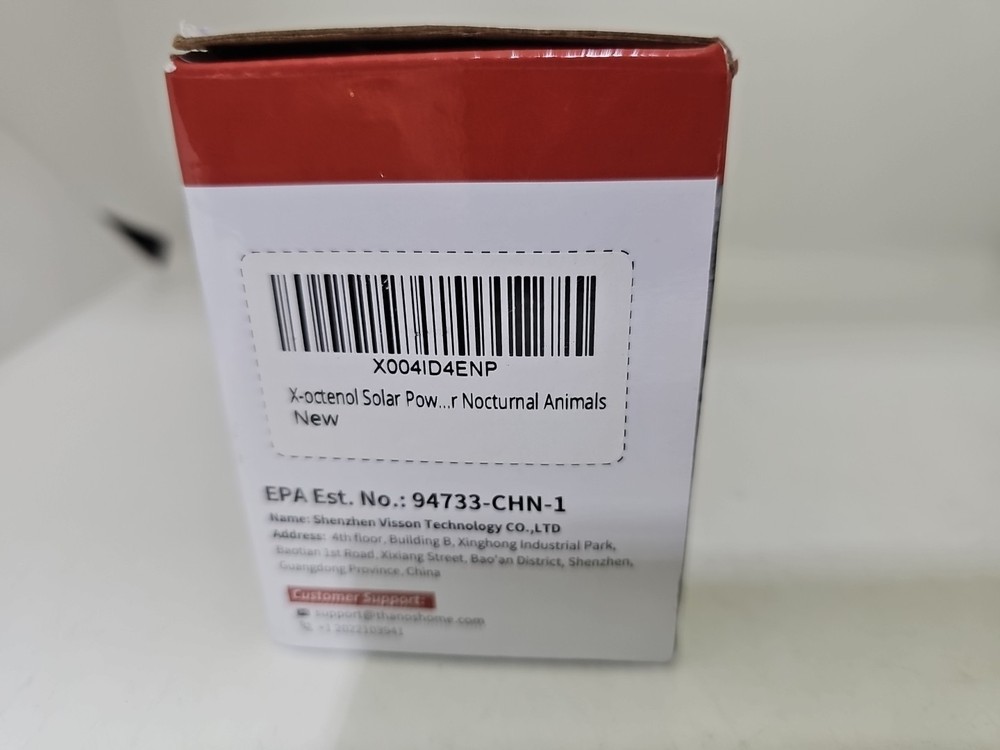 X004ID4ENP
X-octenol Solar Pow...r Nocturnal Animals
New
EPA Est. No.: 94733-CHN-1
Name: Shenzhen Visson Technology CO.,LTD
Address: 4th floor, Building B, Xinghong Industrial Park,
Baotian 1st Road, Xixiang Street, Bao'an District, Shenzhen,
Guangdong Province, China
Customer Support:
support@thanoshome.com
+1 2022102941